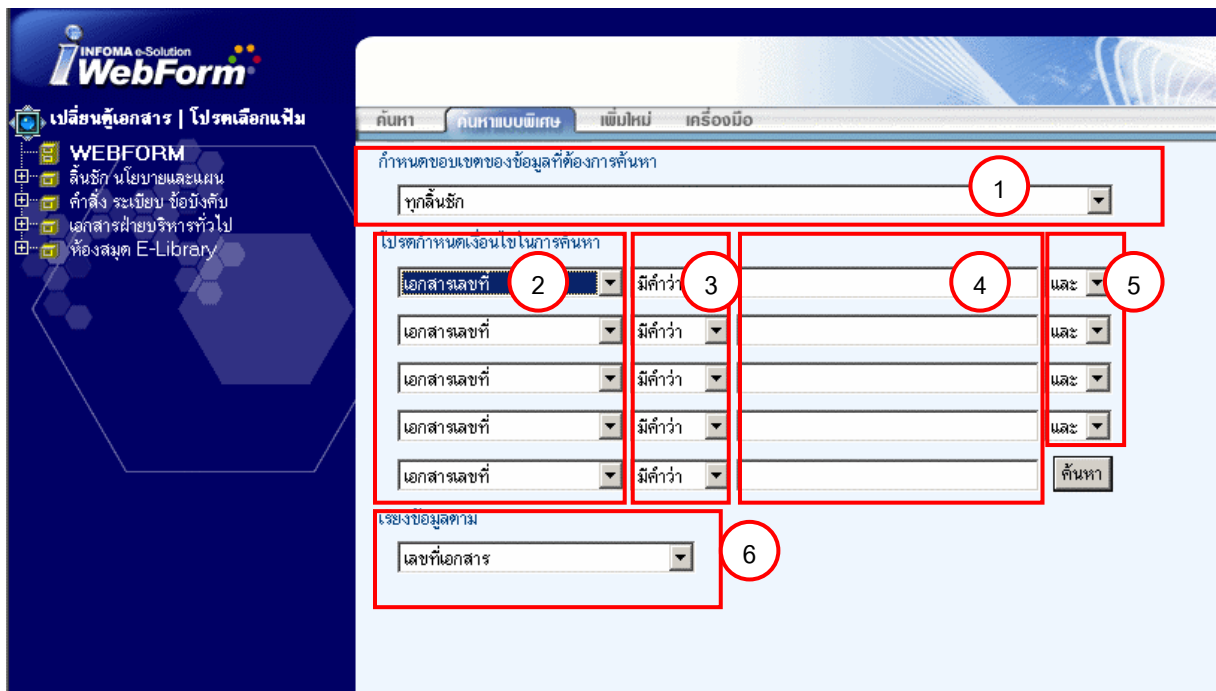 INFOMA e-Solution
WebForm
เปลี่ยนตู้เอกสาร | โปรดเลือกแฟ้ม
WEBFORM
ลิ้นชัก นโยบายและแผน
คำสั่ง ระเบียบ ข้อบังคับ
เอกสารฝ่ายบริหารทั่วไป
ห้องสมุด E-Library
ค้นหา ค้นหาแบบพิเศษ เพิ่มใหม่ เครื่องมือ
กำหนดขอบเขตของข้อมูลที่ต้องการค้นหา
ทุกลิ้นชัก 1
โปรดกำหนดเงื่อนไขในการค้นหา
เอกสารเลขที่ 2 มีคำว่า 3 4 และ 5
เอกสารเลขที่ มีคำว่า และ
เอกสารเลขที่ มีคำว่า และ
เอกสารเลขที่ มีคำว่า และ
เอกสารเลขที่ มีคำว่า ค้นหา
เรียงข้อมูลตาม
เลขที่เอกสาร 6